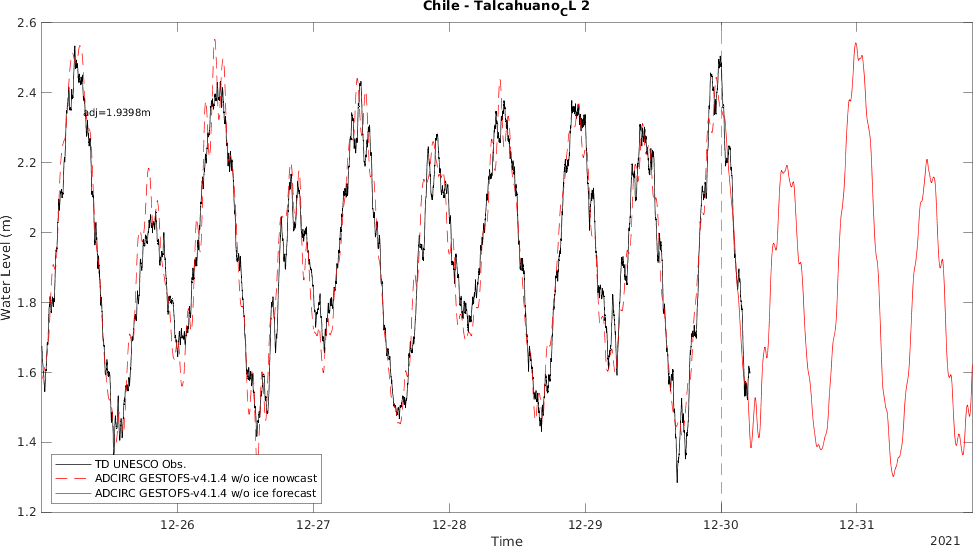 Chile - Talcahuano_CL 2
2.6
2.4
2.2
2
1.8
1.6
1.4
1.2
Water Level (m)
adj=1.9398m
TD UNESCO Obs.
ADCIRC GESTOFS-v4.1.4 w/o ice nowcast
ADCIRC GESTOFS-v4.1.4 w/o ice forecast
12-26
12-27
12-28
12-29
12-30
12-31
Time
2021